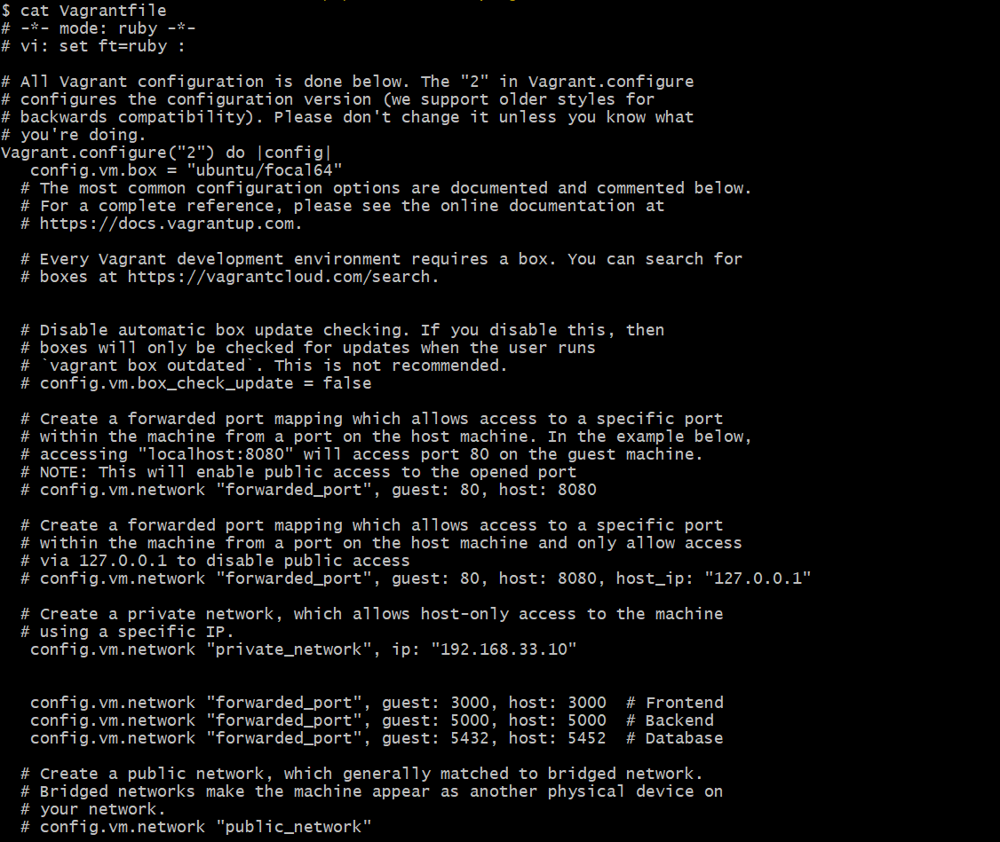 $ cat Vagrantfile
# -*- mode: ruby -*-
# vi: set ft=ruby :
# All Vagrant configuration is done below. The "2" in Vagrant.configure
# configures the configuration version (we support older styles for
# backwards compatibility). Please don't change it unless you know what
# you're doing.
Vagrant.configure("2") do |config|
config.vm.box = "ubuntu/focal64"
# The most common configuration options are documented and commented below.
# For a complete reference, please see the online documentation at
# https://docs.vagrantup.com.
# Every Vagrant development environment requires a box. You can search for
# boxes at https://vagrantcloud.com/search.
# Disable automatic box update checking. If you disable this, then
# boxes will only be checked for updates when the user runs
# `vagrant box outdated`. This is not recommended.
# config.vm.box_check_update = false
# Create a forwarded port mapping which allows access to a specific port
# within the machine from a port on the host machine. In the example below,
# accessing "localhost:8080" will access port 80 on the guest machine.
# NOTE: This will enable public access to the opened port
# config.vm.network "forwarded_port", guest: 80, host: 8080
# Create a forwarded port mapping which allows access to a specific port
# within the machine from a port on the host machine and only allow access
# via 127.0.0.1 to disable public access
# config.vm.network "forwarded_port", guest: 80, host: 8080, host_ip: "127.0.0.1"
# Create a private network, which allows host-only access to the machine
# using a specific IP.
config.vm.network "private_network", ip: "192.168.33.10"
config.vm.network "forwarded_port", guest: 3000, host: 3000  # Frontend
config.vm.network "forwarded_port", guest: 5000, host: 5000  # Backend
config.vm.network "forwarded_port", guest: 5432, host: 5452  # Database
# Create a public network, which generally matched to bridged network.
# Bridged networks make the machine appear as another physical device on
# your network.
# config.vm.network "public_network"